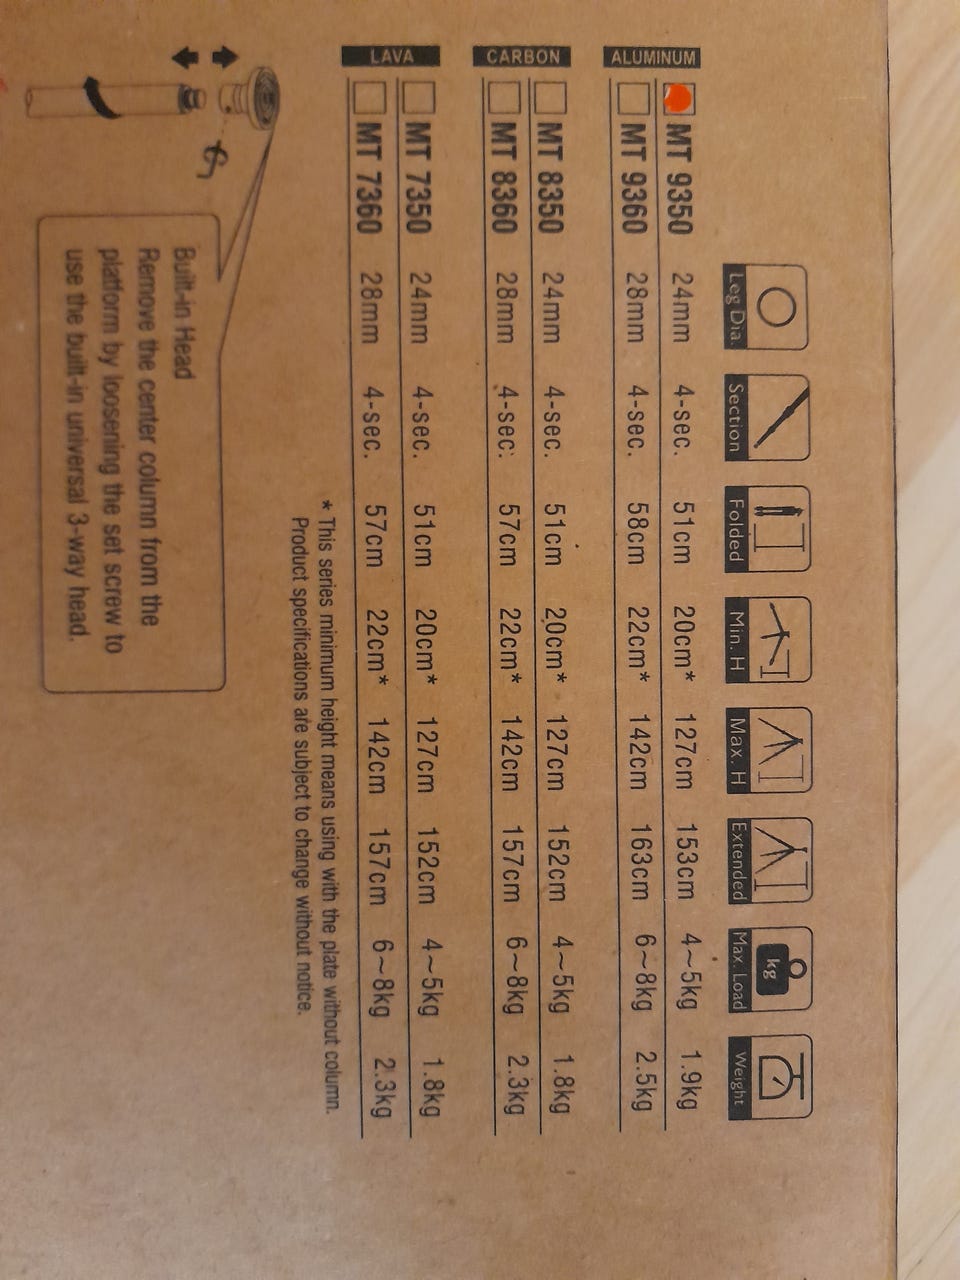 Leg Dia. Section Folded Min. H Max. H Extended kg Max. Load Weight
ALUMINUM
MT 9350 24mm 4-sec. 51cm 20cm* 127cm 153cm 4~5kg 1.9kg
MT 9360 28mm 4-sec. 58cm 22cm* 142cm 163cm 6~8kg 2.5kg
CARBON
MT 8350 24mm 4-sec. 51cm 20cm* 127cm 152cm 4~5kg 1.8kg
MT 8360 28mm 4-sec. 57cm 22cm* 142cm 157cm 6~8kg 2.3kg
LAVA
MT 7350 24mm 4-sec. 51cm 20cm* 127cm 152cm 4~5kg 1.8kg
MT 7360 28mm 4-sec. 57cm 22cm* 142cm 157cm 6~8kg 2.3kg
* This series minimum height means using with the plate without column.
Product specifications are subject to change without notice.
Built-in Head
Remove the center column from the
platform by loosening the set screw to
use the built-in universal 3-way head.